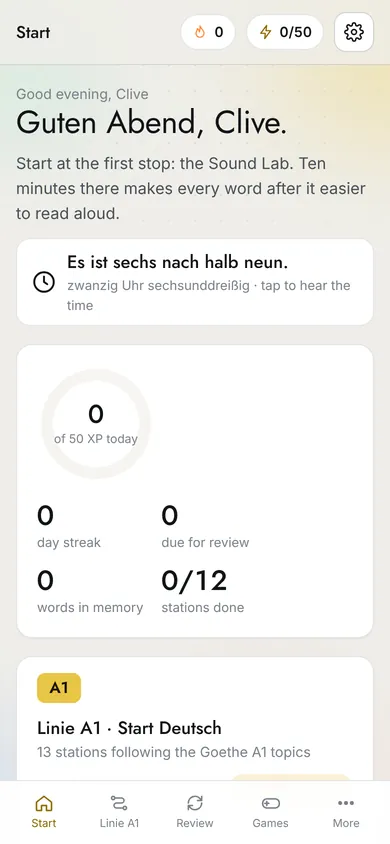 Start
0
0/50
Good evening, Clive
Guten Abend, Clive.
Start at the first stop: the Sound Lab. Ten
minutes there makes every word after it easier
to read aloud.
Es ist sechs nach halb neun.
zwanzig Uhr sechsunddreißig · tap to hear the
time
0
of 50 XP today
0
day streak
0
due for review
0
words in memory
0/12
stations done
A1
Linie A1 · Start Deutsch
13 stations following the Goethe A1 topics
Start
Linie A1
Review
Games
More